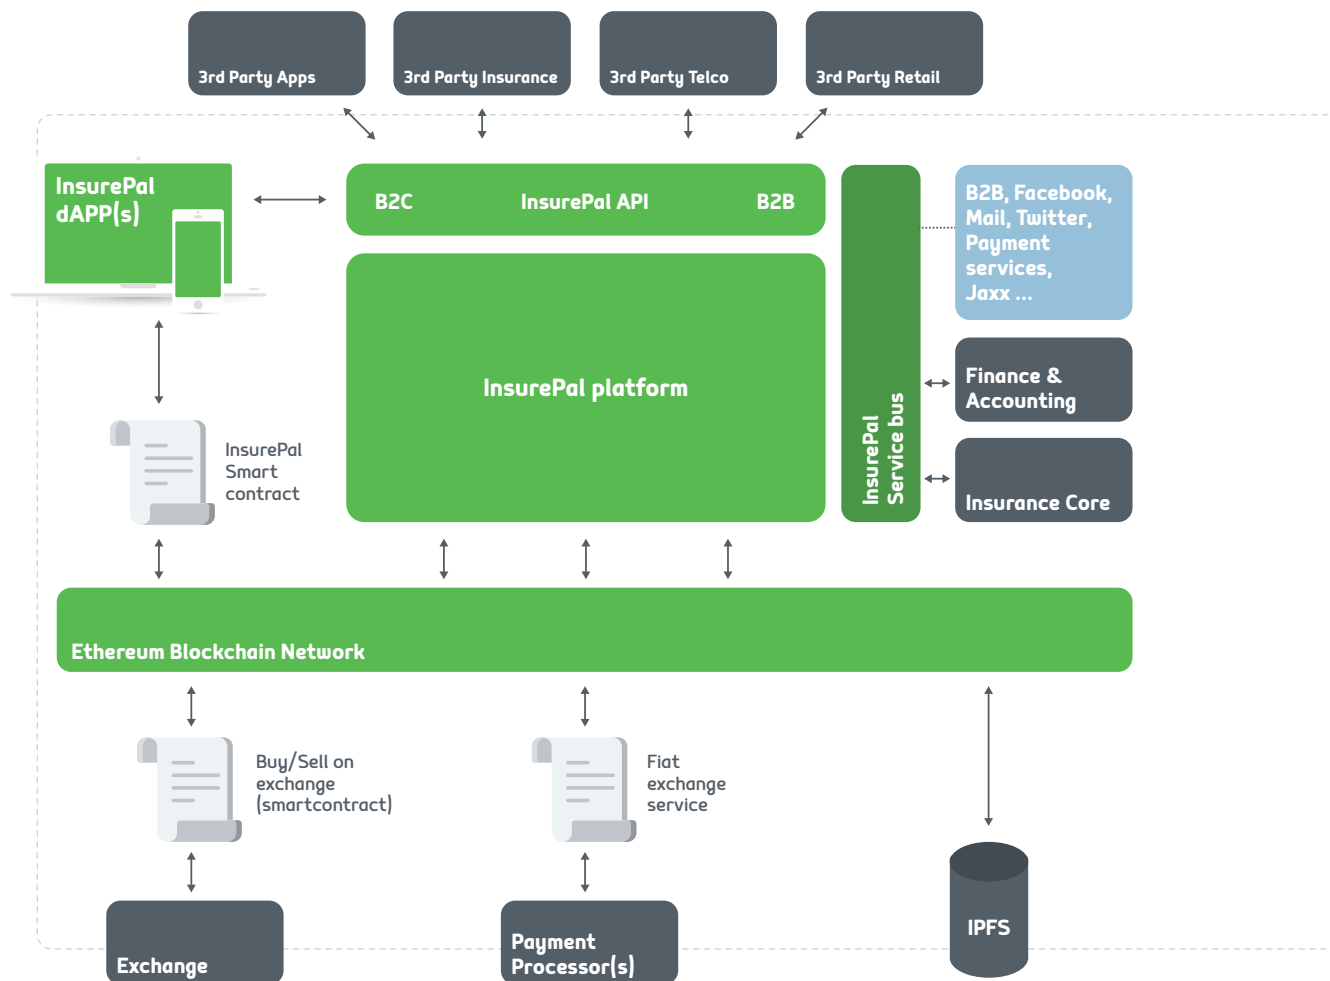 3rd Party Apps
3rd Party Insurance
3rd Party Telco
3rd Party Retail
InsurePal
dAPP(s)
B2C
InsurePal API
B2B
B2B, Facebook,
Mail, Twitter,
Payment
services,
Jaxx ...
InsurePal platform
InsurePal
Service bus
Finance &
Accounting
Insurance Core
InsurePal
Smart
contract
Ethereum Blockchain Network
Buy/Sell on
exchange
(smartcontract)
Fiat
exchange
service
Exchange
Payment
Processor(s)
IPFS